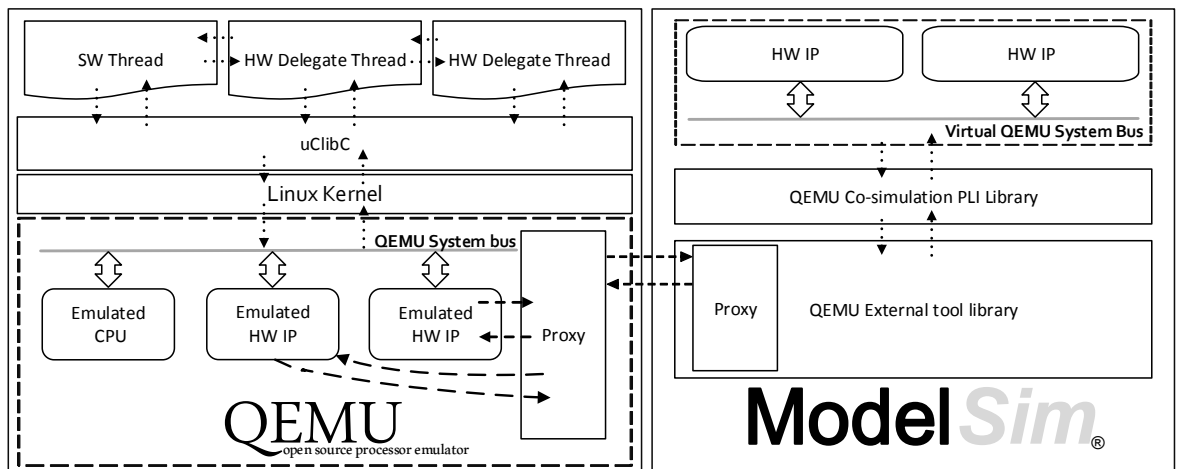 SW Thread
HW Delegate Thread
HW Delegate Thread
uClibC
Linux Kernel
QEMU System bus
Emulated
CPU
Emulated
HW IP
Emulated
HW IP
Proxy
QEMU
open source processor emulator
HW IP
HW IP
Virtual QEMU System Bus
QEMU Co-simulation PLI Library
Proxy
QEMU External tool library
ModelSim®